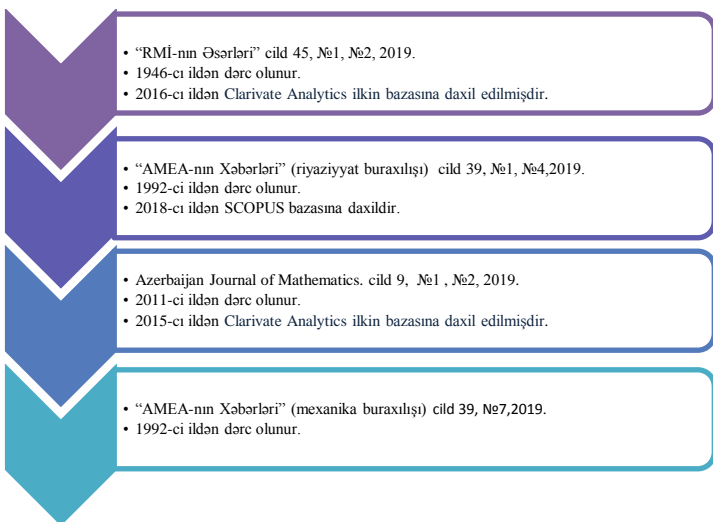 • “RMİ-nın Əsərləri” cild 45, №1, №2, 2019.
• 1946-cı ildən dərc olunur.
• 2016-cı ildən Clarivate Analytics ilkin bazasına daxil edilmişdir.
• “AMEA-nın Xəbərləri” (riyaziyyat buraxılışı) cild 39, №1, №4,2019.
• 1992-ci ildən dərc olunur.
• 2018-cı ildən SCOPUS bazasına daxildir.
• Azerbaijan Journal of Mathematics. cild 9, №1 , №2, 2019.
• 2011-ci ildən dərc olunur.
• 2015-cı ildən Clarivate Analytics ilkin bazasına daxil edilmişdir.
• “AMEA-nın Xəbərləri” (mexanika buraxılışı) cild 39, №7,2019.
• 1992-ci ildən dərc olunur.